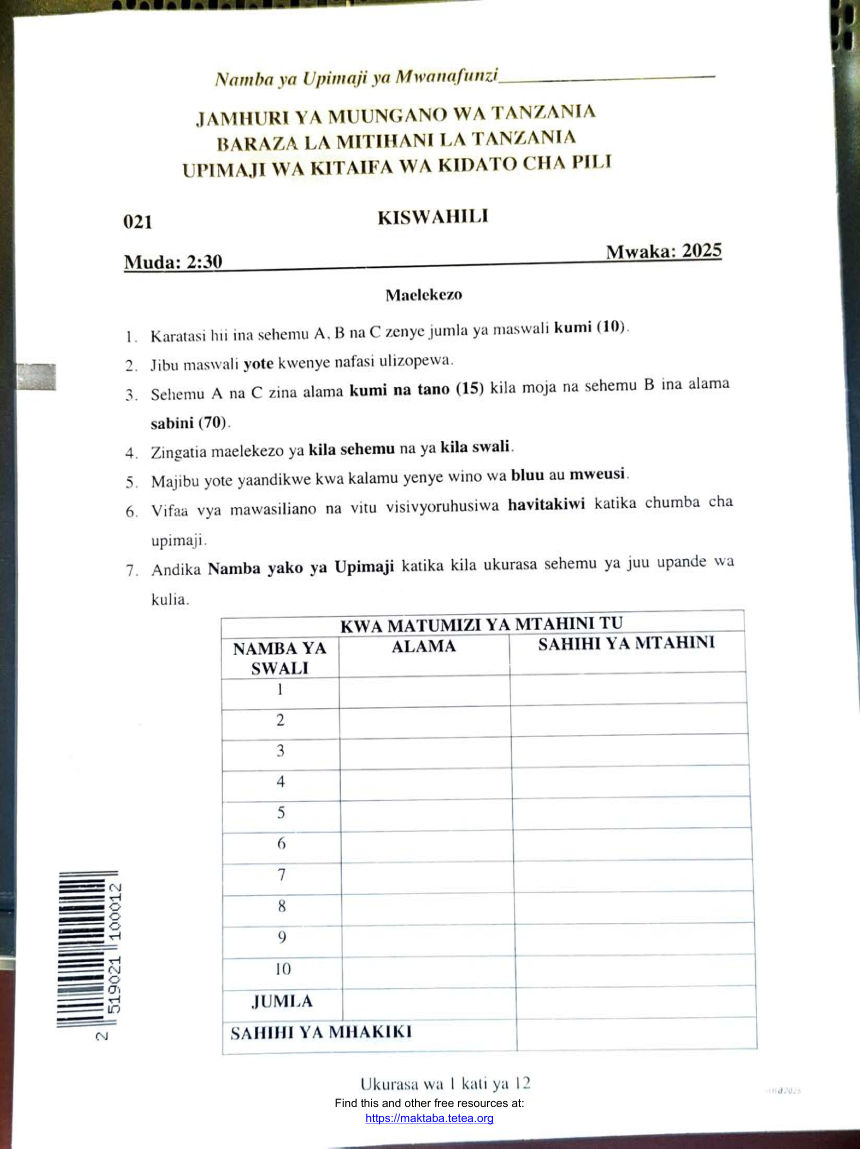 Namba ya Upimaji ya Mwanafunzi
JAMHURI YA MUUNGANO WA TANZANIA
BARAZA LA MITIHANI LA TANZANIA
UPIMAJI WA KITAIFA WA KIDATO CHA PILI
021 KISWAHILI
Muda: 2:30 Mwaka: 2025
Maelekezo
1. Karatasi hii ina sehemu A, B na C zenye jumla ya maswali kumi (10).
2. Jibu maswali yote kwenye nafasi ulizopewa.
3. Sehemu A na C zina alama kumi na tano (15) kila moja na sehemu B ina alama
sabini (70).
4. Zingatia maelekezo ya kila sehemu na ya kila swali.
5. Majibu yote yaandikwe kwa kalamu yenye wino wa bluu au mweusi.
6. Vifaa vya mawasiliano na vitu visivyoruhusiwa havitakiwi katika chumba cha
upimaji.
7. Andika Namba yako ya Upimaji katika kila ukurasa sehemu ya juu upande wa
kulia.
KWA MATUMIZI YA MTAHINI TU
NAMBA YA SWALI ALAMA SAHIHI YA MTAHINI
1
2
3
4
5
6
7
8
9
10
JUMLA
SAHIHI YA MHAKIKI
2 519021 100012
Ukurasa wa 1 kati ya 12
Find this and other free resources at:
https://maktaba.tetea.org